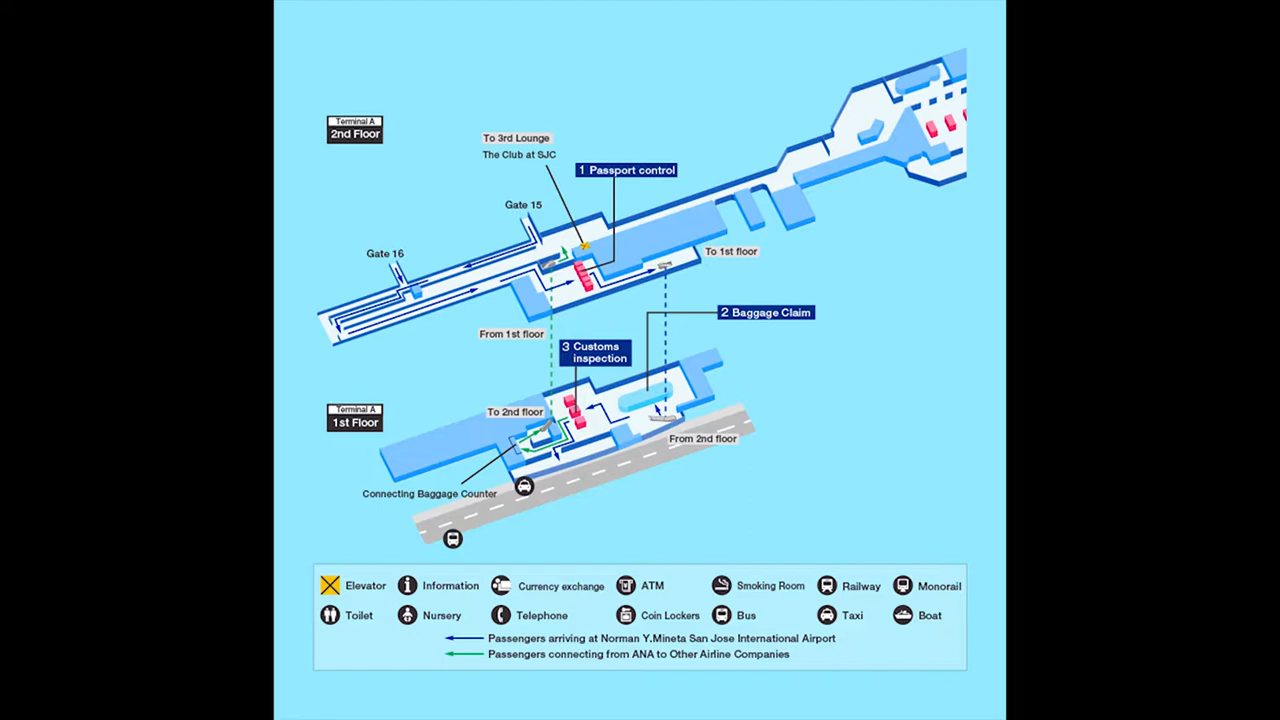 Terminal A
2nd Floor
To 3rd Lounge
The Club at SJC
1 Passport control
Gate 15
Gate 16
To 1st floor
2 Baggage Claim
From 1st floor
3 Customs
inspection
Terminal A
1st Floor
To 2nd floor
From 2nd floor
Connecting Baggage Counter
Elevator
Information
Currency exchange
ATM
Smoking Room
Railway
Monorail
Toilet
Nursery
Telephone
Coin Lockers
Bus
Taxi
Boat
Passengers arriving at Norman Y.Mineta San Jose International Airport
Passengers connecting from ANA to Other Airline Companies